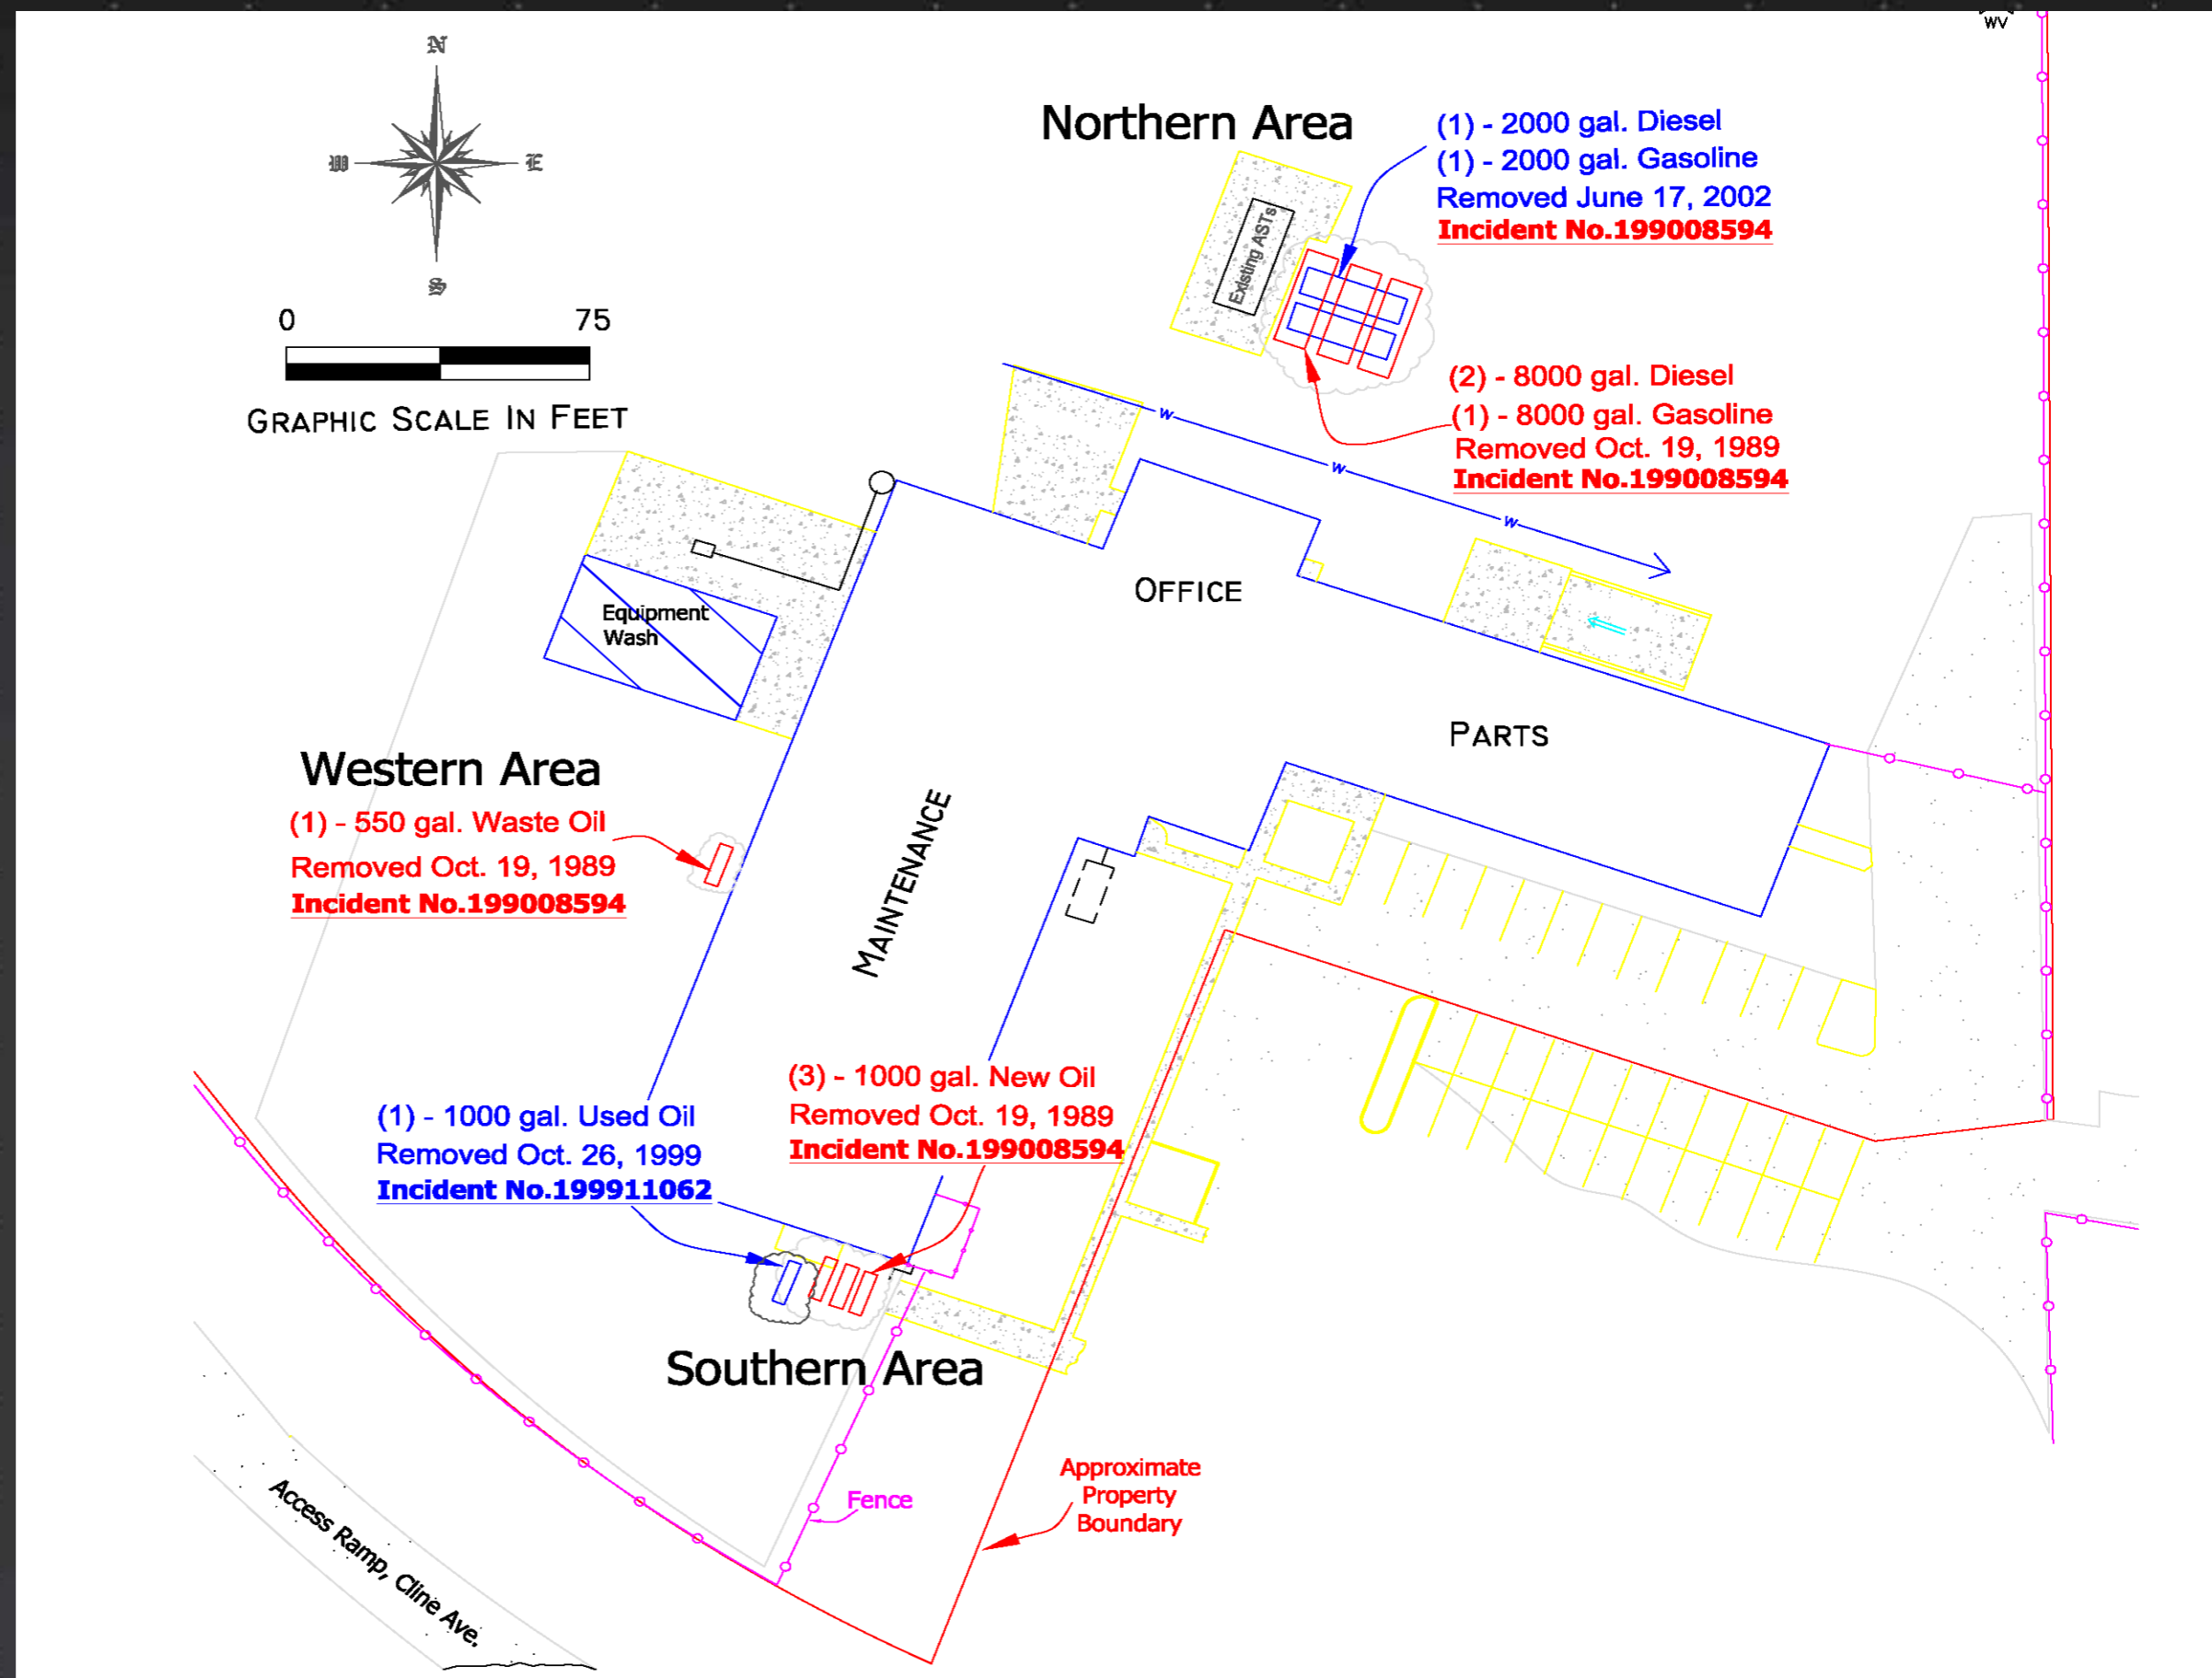 WV
N
W
E
S
0 75
GRAPHIC SCALE IN FEET
Northern Area
(1) - 2000 gal. Diesel
(1) - 2000 gal. Gasoline
Removed June 17, 2002
Incident No.199008594
Existing ASTs
(2) - 8000 gal. Diesel
(1) - 8000 gal. Gasoline
Removed Oct. 19, 1989
Incident No.199008594
W
W
W
OFFICE
Equipment
Wash
PARTS
Western Area
(1) - 550 gal. Waste Oil
Removed Oct. 19, 1989
Incident No.199008594
MAINTENANCE
(3) - 1000 gal. New Oil
Removed Oct. 19, 1989
Incident No.199008594
(1) - 1000 gal. Used Oil
Removed Oct. 26, 1999
Incident No.199911062
Southern Area
Approximate
Property
Boundary
Fence
Access Ramp, Cline Ave.